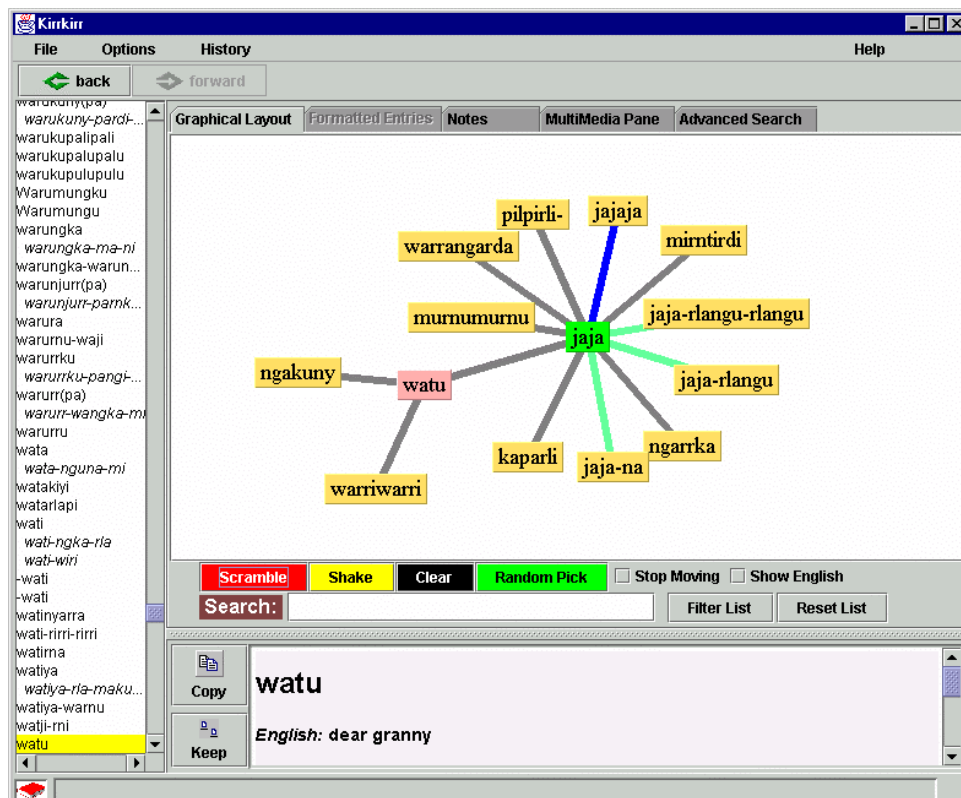 Kirrkirr
File Options History Help
back forward
warukuny(pa)
warukuny-pardi-...
warukupalipali
warukupalupalu
warukupulupulu
Warumungku
Warumungu
warungka
warungka-ma-ni
warungka-warun...
warunjurr(pa)
warunjurr-parnk...
warura
warurnu-waji
warurrku
warurrku-pangi-...
warurr(pa)
warurr-wangka-mi
warurru
wata
wata-nguna-mi
watakiyi
watarlapi
wati
wati-ngka-rla
wati-wiri
-wati
-wati
watinyarra
wati-rirri-rirri
watirna
watiya
watiya-rla-maku...
watiya-warnu
watji-rni
watu
Graphical Layout Formatted Entries Notes MultiMedia Pane Advanced Search
pilpirli- jajaja
warrangarda mirntirdi
murnumurnu jaja-rlangu-rlangu
jaja
ngakuny watu jaja-rlangu
kaparli jaja-na ngarrka
warriwarri
Scramble Shake Clear Random Pick Stop Moving Show English
Search: Filter List Reset List
Copy
Keep
watu
English: dear granny